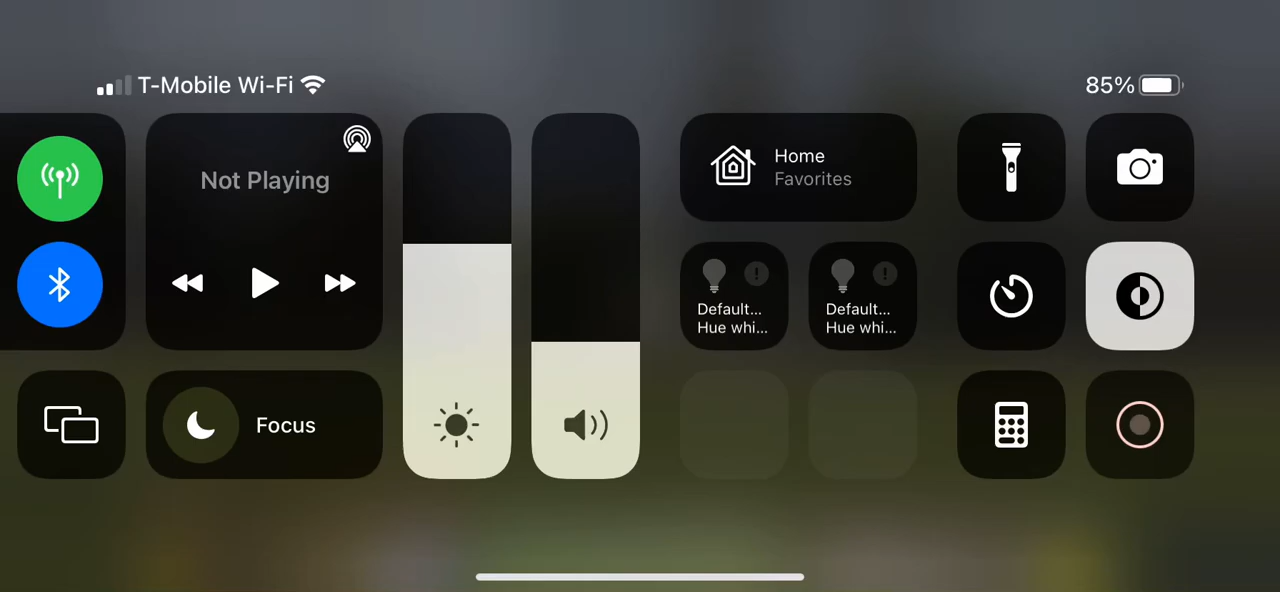 T-Mobile Wi-Fi
85%
Not Playing
Home
Favorites
Default...
Hue whi...
Default...
Hue whi...
Focus